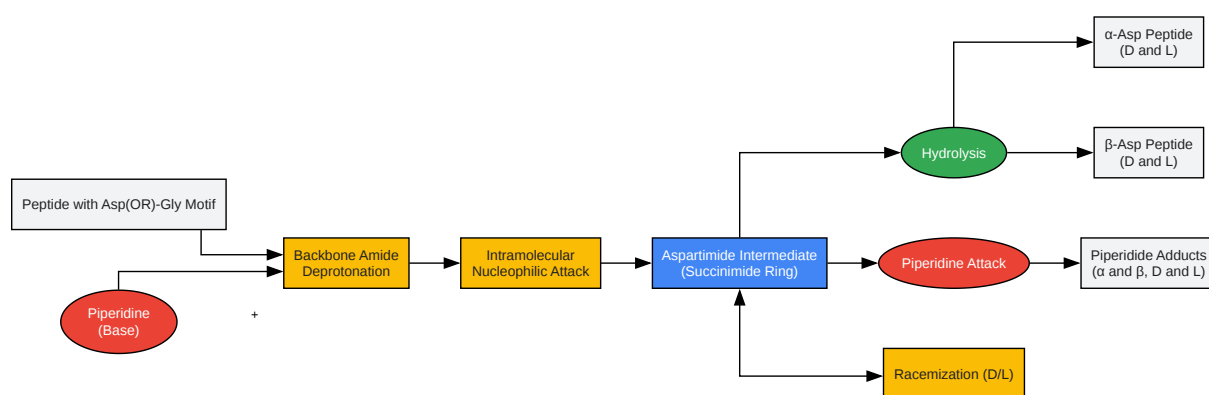 Peptide with Asp(OR)-Gly Motif
Piperidine
(Base)
+
Backbone Amide
Deprotonation
Intramolecular
Nucleophilic Attack
Aspartimide Intermediate
(Succinimide Ring)
Hydrolysis
α-Asp Peptide
(D and L)
β-Asp Peptide
(D and L)
Piperidine Attack
Piperidide Adducts
(α and β, D and L)
Racemization (D/L)